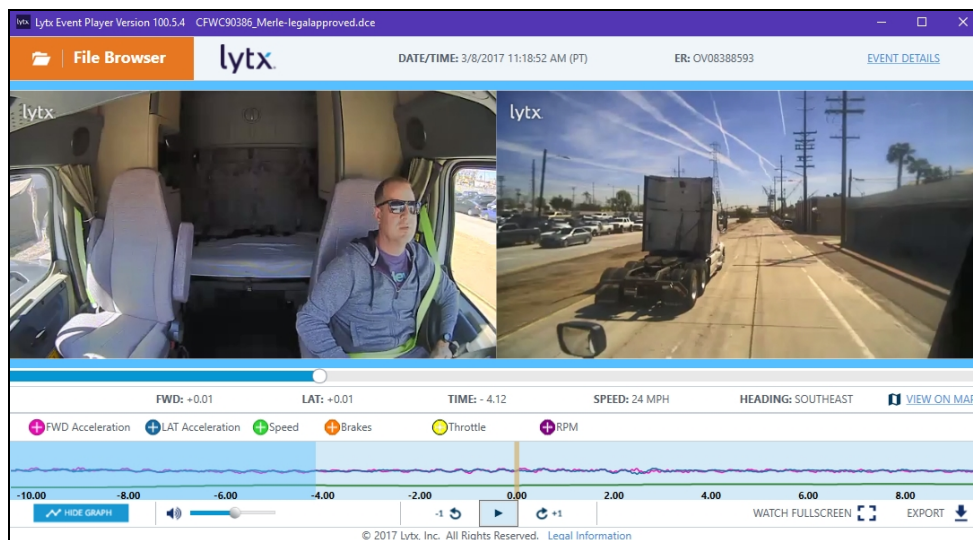 Lytx Event Player Version 100.5.4 CFWC90386_Merle-legalapproved.dce
File Browser lytx. DATE/TIME: 3/8/2017 11:18:52 AM (PT) ER: OV08388593 EVENT DETAILS
lytx lytx
FWD: +0.01 LAT: +0.01 TIME: - 4.12 SPEED: 24 MPH HEADING: SOUTHEAST VIEW ON MAP
FWD Acceleration LAT Acceleration Speed Brakes Throttle RPM
-10.00 -8.00 -6.00 -4.00 -2.00 0.00 2.00 4.00 6.00 8.00
HIDE GRAPH -1 +1 WATCH FULLSCREEN EXPORT
© 2017 Lytx, Inc. All Rights Reserved. Legal Information